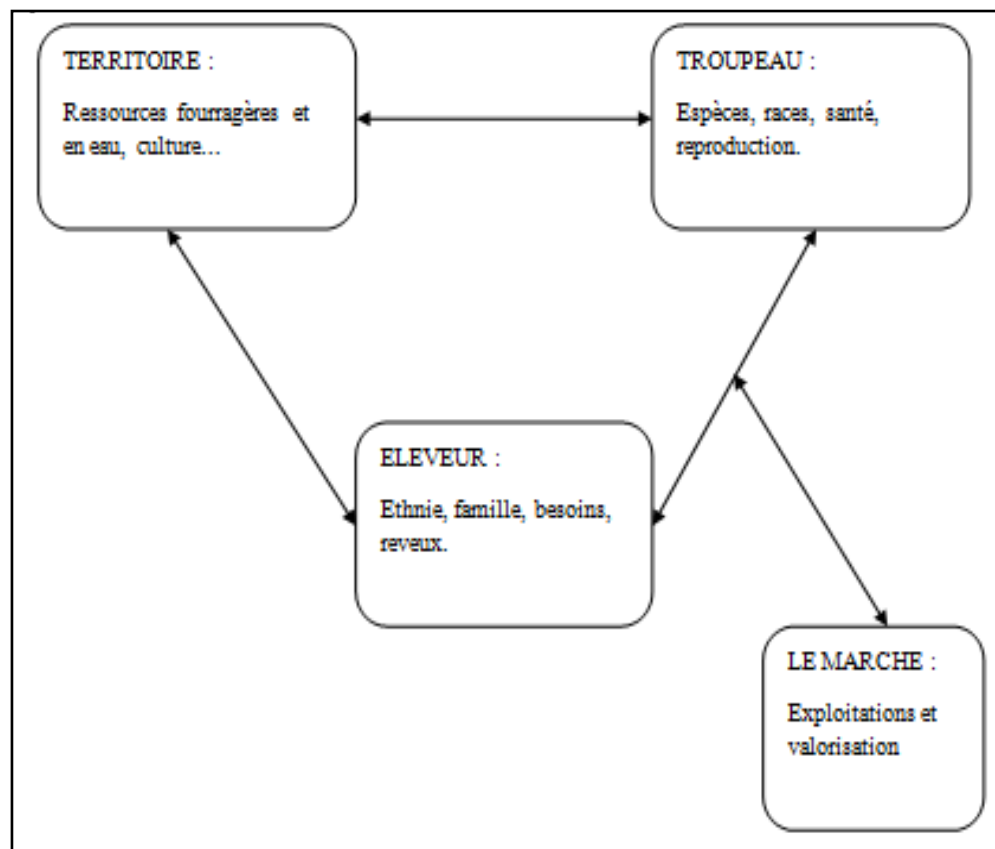 TERRITOIRE :
Ressources fourragères et
en eau, culture...
TROUPEAU :
Espèces, races, santé,
reproduction.
ELEVEUR :
Ethnie, famille, besoins,
reveux.
LE MARCHE :
Exploitations et
valorisation